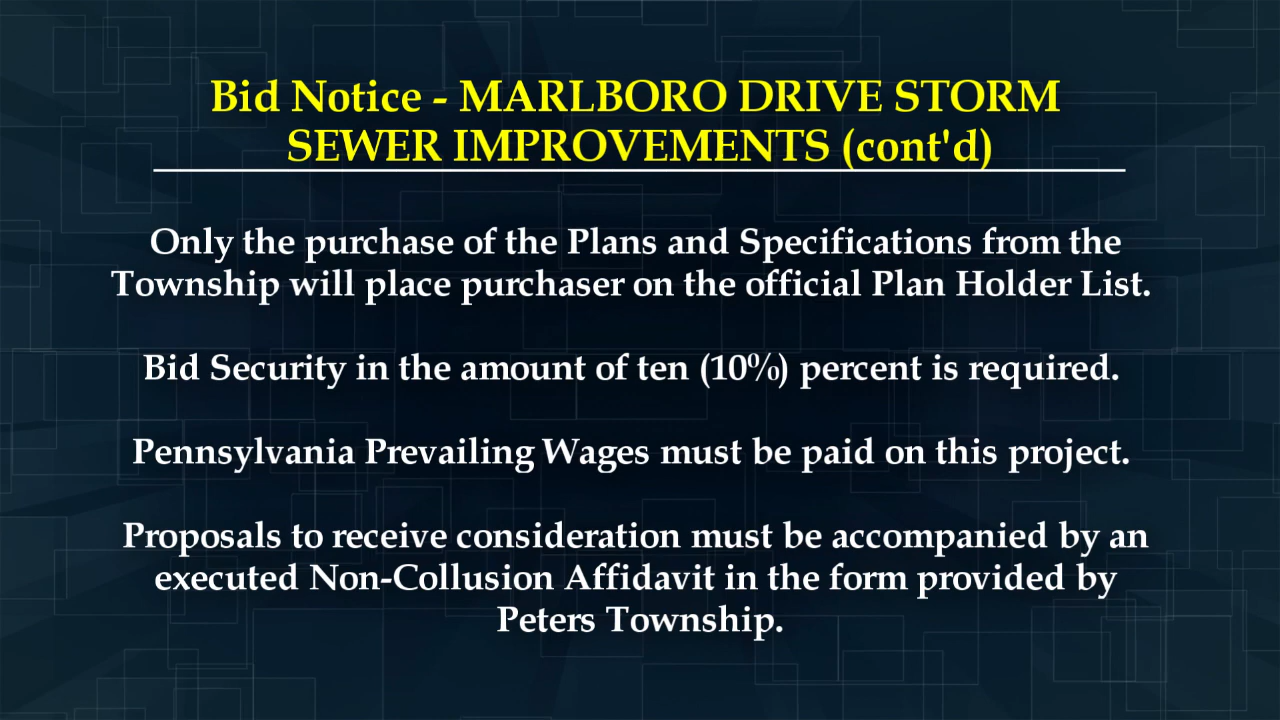 Bid Notice - MARLBORO DRIVE STORM
SEWER IMPROVEMENTS (cont'd)
Only the purchase of the Plans and Specifications from the
Township will place purchaser on the official Plan Holder List.
Bid Security in the amount of ten (10%) percent is required.
Pennsylvania Prevailing Wages must be paid on this project.
Proposals to receive consideration must be accompanied by an
executed Non-Collusion Affidavit in the form provided by
Peters Township.